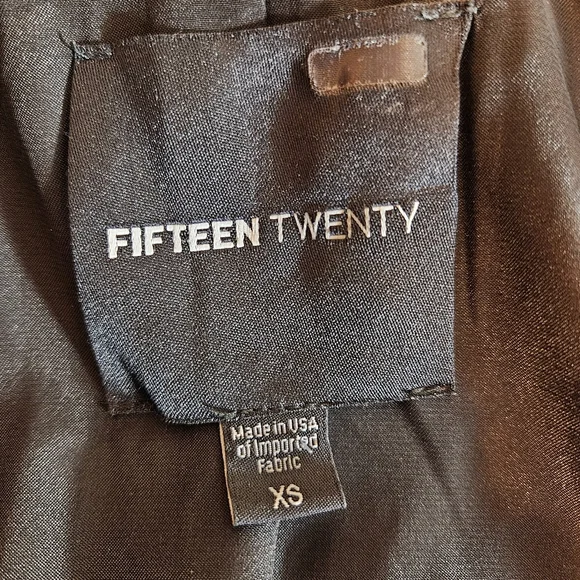 FIFTEEN TWENTY
Made in USA
of Imported
Fabric
XS